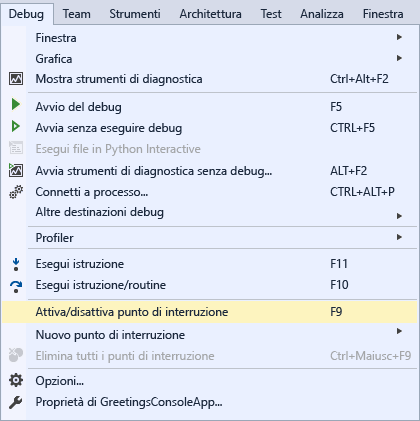 Debug Team Strumenti Architettura Test Analizza Finestra
Finestra
Grafica
Mostra strumenti di diagnostica Ctrl+Alt+F2
Avvio del debug F5
Avvia senza eseguire debug CTRL+F5
Esegui file in Python Interactive
Avvia strumenti di diagnostica senza debug... ALT+F2
Connetti a processo... CTRL+ALT+P
Altre destinazioni debug
Profiler
Esegui istruzione F11
Esegui istruzione/routine F10
Attiva/disattiva punto di interruzione F9
Nuovo punto di interruzione
Elimina tutti i punti di interruzione Ctrl+Maiusc+F9
Opzioni...
Proprietà di GreetingsConsoleApp...